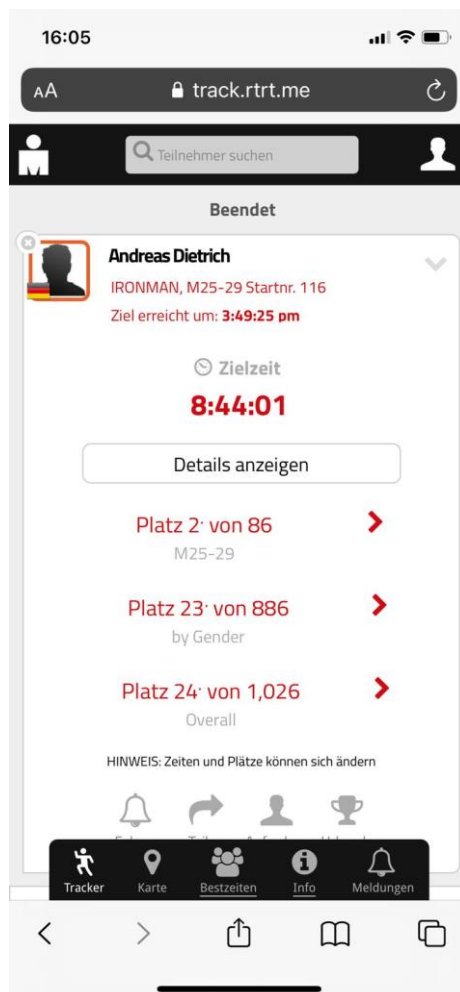 16:05
AA
track.rtrt.me
Teilnehmer suchen
Beendet
Andreas Dietrich
IRONMAN, M25-29 Startnr. 116
Ziel erreicht um: 3:49:25 pm
Zielzeit
8:44:01
Details anzeigen
Platz 2. von 86
M25-29
Platz 23. von 886
by Gender
Platz 24. von 1,026
Overall
HINWEIS: Zeiten und Plätze können sich ändern
Tracker Karte Bestzeiten Info Meldungen